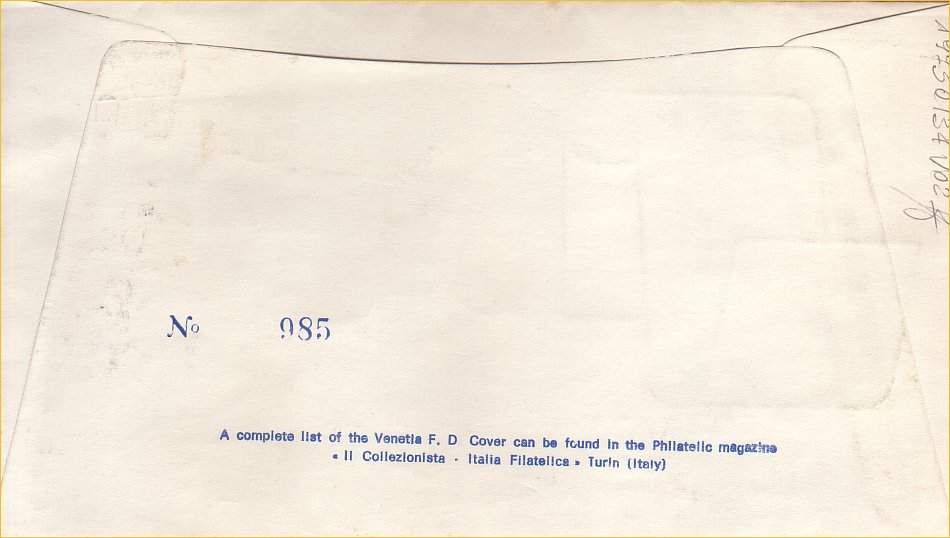 Nº 985
A complete list of the Venetia F. D Cover can be found in the Philatelic magazine
« Il Collezionista - Italia Filatelica » Turin (Italy)